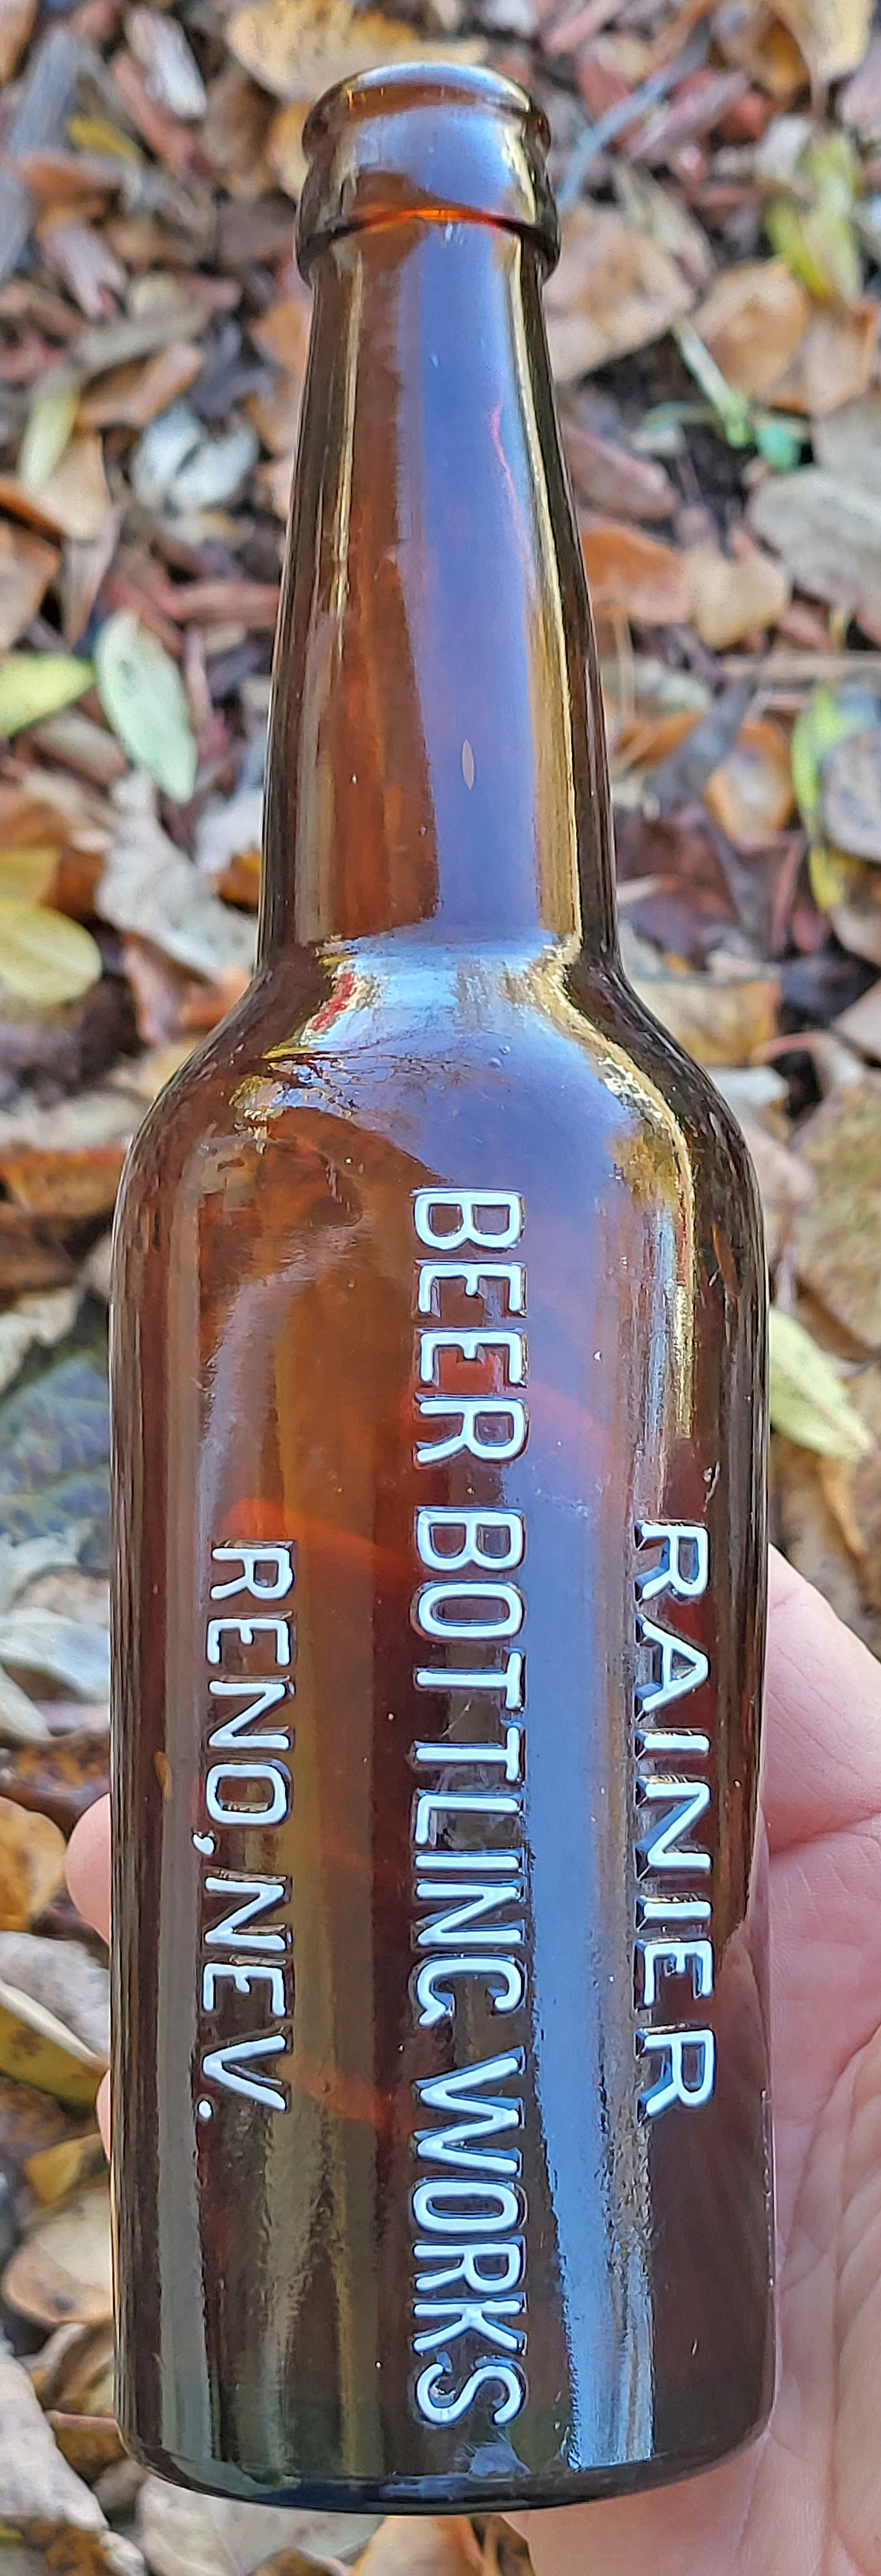 RAINIER
BEER BOTTLING WORKS
RENO, NEV.